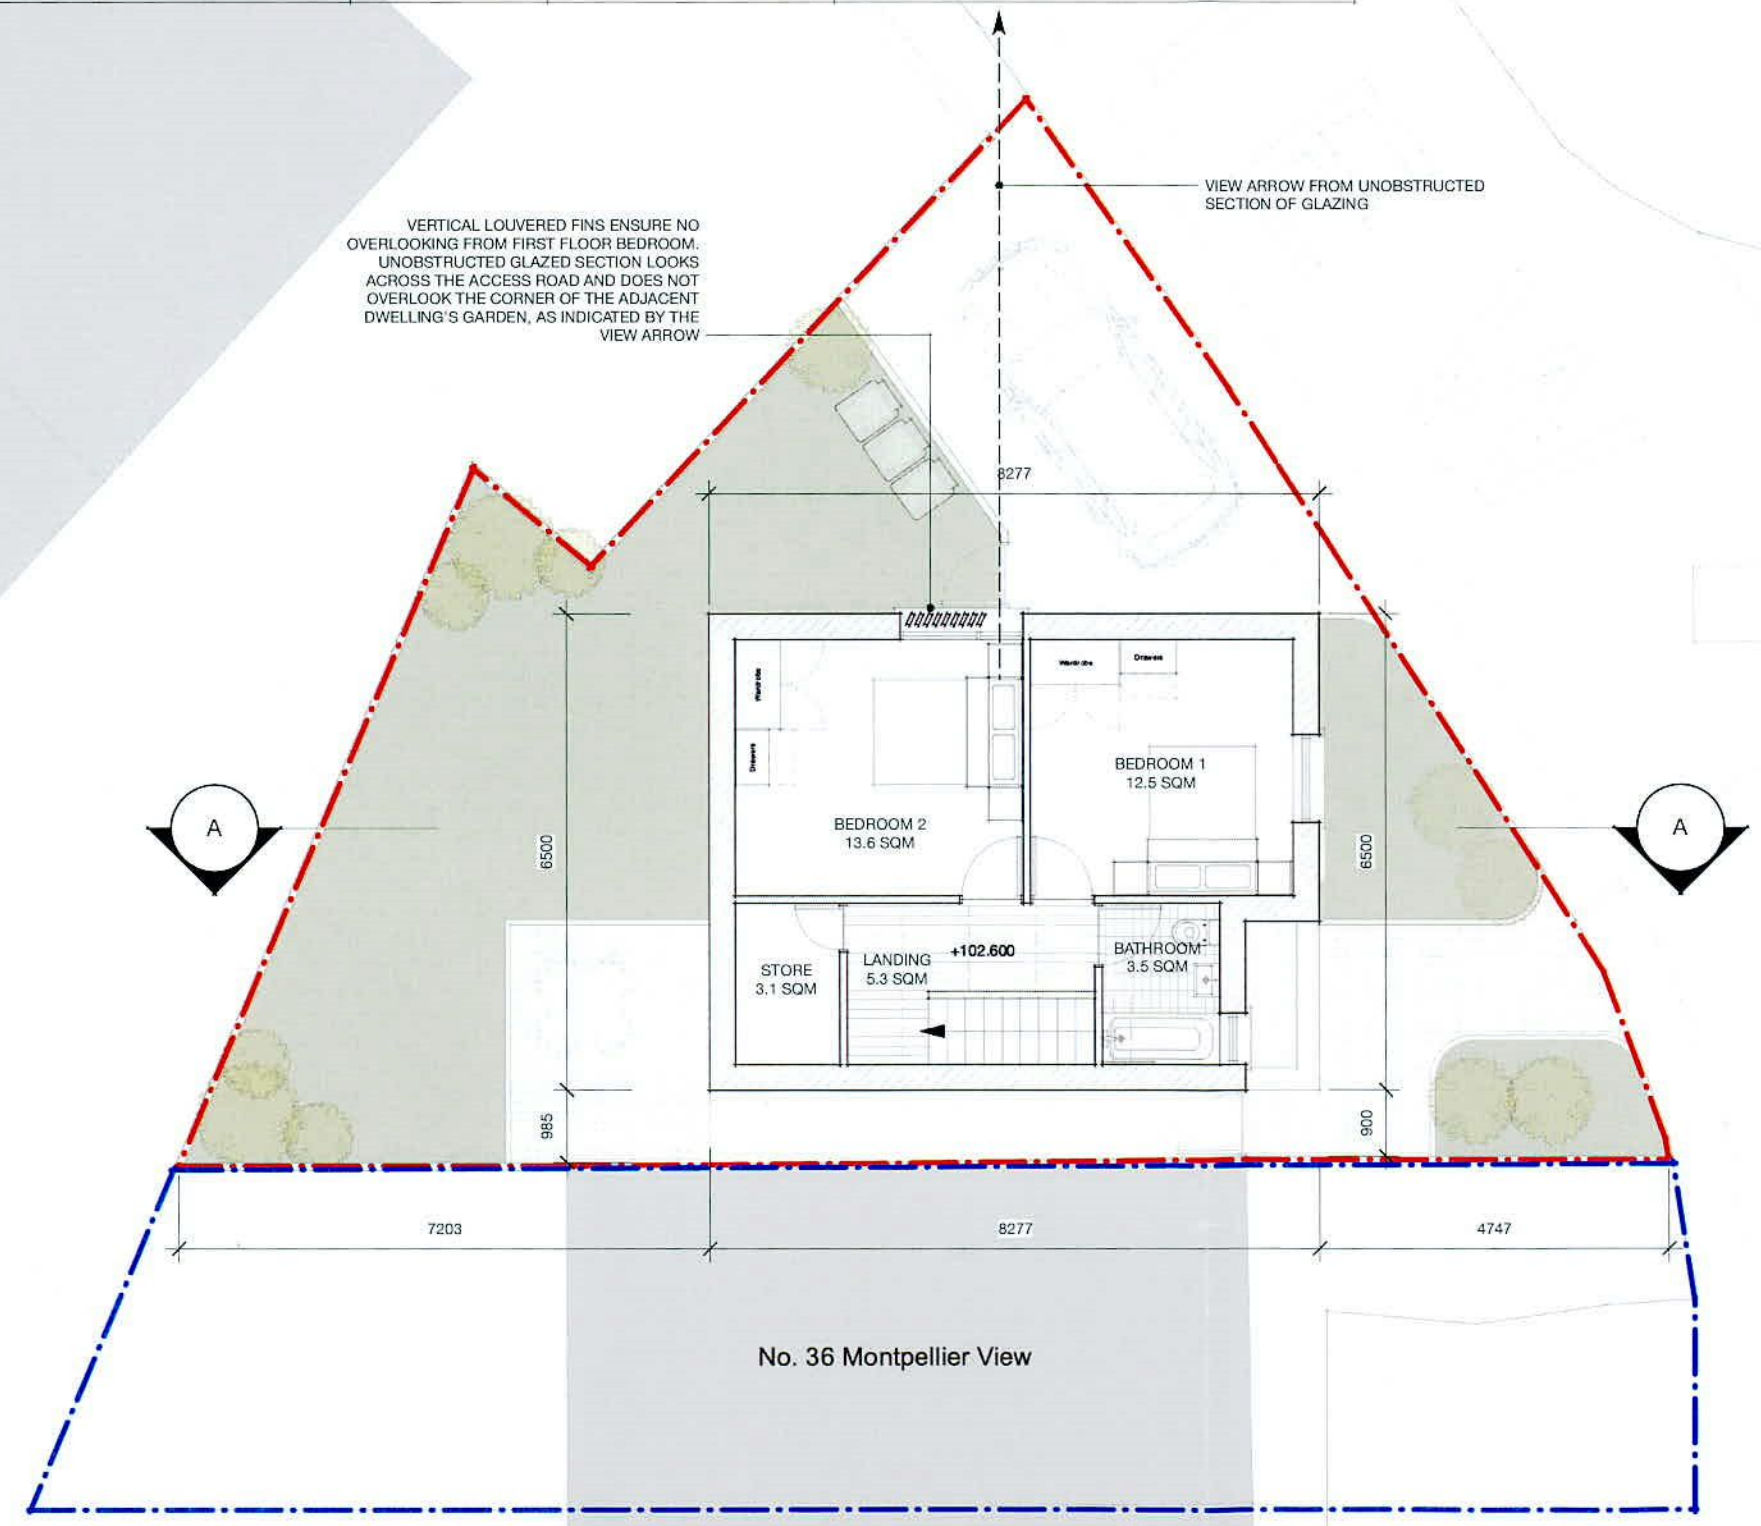 VIEW ARROW FROM UNOBSTRUCTED
SECTION OF GLAZING
VERTICAL LOUVERED FINS ENSURE NO
OVERLOOKING FROM FIRST FLOOR BEDROOM.
UNOBSTRUCTED GLAZED SECTION LOOKS
ACROSS THE ACCESS ROAD AND DOES NOT
OVERLOOK THE CORNER OF THE ADJACENT
DWELLING'S GARDEN, AS INDICATED BY THE
VIEW ARROW
8277
Wardrobe
Drawers
Wardrobe
Drawers
BEDROOM 1
12.5 SQM
BEDROOM 2
13.6 SQM
A
A
6500
6500
STORE
3.1 SQM
LANDING
5.3 SQM
+102.600
BATHROOM
3.5 SQM
985
900
7203
8277
4747
No. 36 Montpellier View